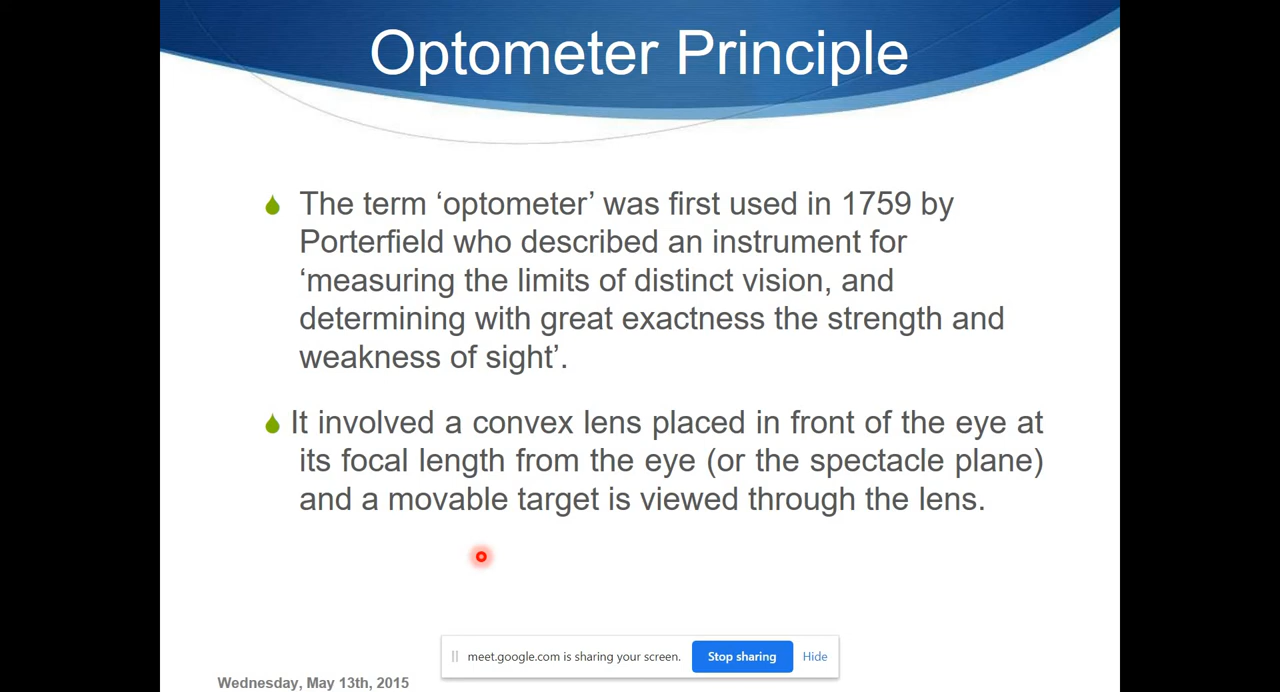 Optometer Principle
The term ‘optometer’ was first used in 1759 by
Porterfield who described an instrument for
‘measuring the limits of distinct vision, and
determining with great exactness the strength and
weakness of sight’.
It involved a convex lens placed in front of the eye at
its focal length from the eye (or the spectacle plane)
and a movable target is viewed through the lens.
meet.google.com is sharing your screen. Stop sharing Hide
Wednesday, May 13th, 2015